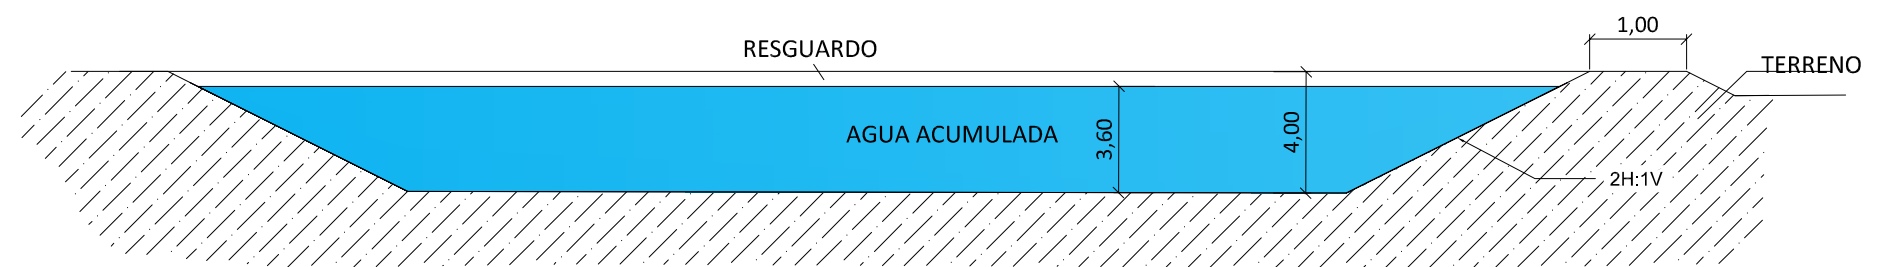 1,00
RESGUARDO
TERRENO
AGUA ACUMULADA
3,60
4,00
2H:1V